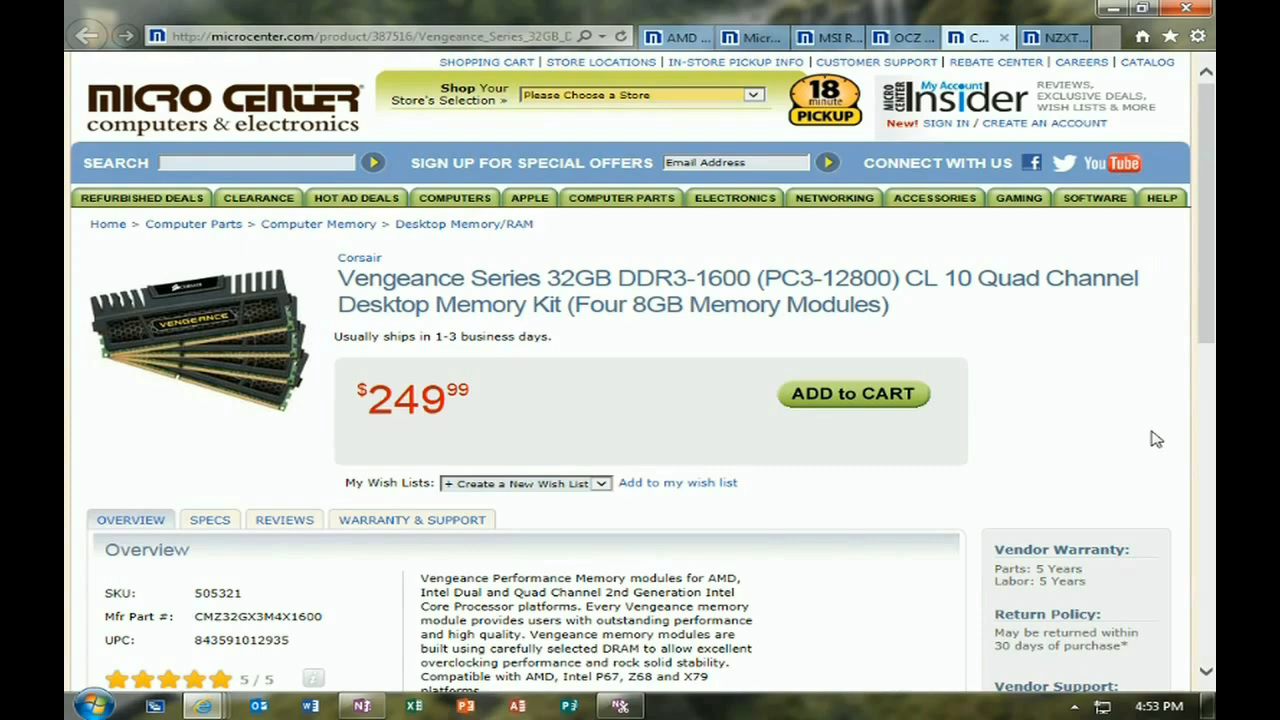 http://microcenter.com/product/387516/Vengeance_Series_32GB_D
AMD ...
Micr...
MSI R...
OCZ ...
C...
NZXT...
SHOPPING CART | STORE LOCATIONS | IN-STORE PICKUP INFO | CUSTOMER SUPPORT | REBATE CENTER | CAREERS | CATALOG
MICRO CENTER
computers & electronics
Shop Your
Store's Selection »
Please Choose a Store
18
minute
PICKUP
MICRO CENTER
My Account
Insider
REVIEWS,
EXCLUSIVE DEALS,
WISH LISTS & MORE
New! SIGN IN / CREATE AN ACCOUNT
SEARCH
SIGN UP FOR SPECIAL OFFERS
Email Address
CONNECT WITH US
f
YouTube
REFURBISHED DEALS
CLEARANCE
HOT AD DEALS
COMPUTERS
APPLE
COMPUTER PARTS
ELECTRONICS
NETWORKING
ACCESSORIES
GAMING
SOFTWARE
HELP
Home > Computer Parts > Computer Memory > Desktop Memory/RAM
CORSAIR
VENGEANCE
Corsair
Vengeance Series 32GB DDR3-1600 (PC3-12800) CL 10 Quad Channel
Desktop Memory Kit (Four 8GB Memory Modules)
Usually ships in 1-3 business days.
$249.99
ADD to CART
My Wish Lists:
+ Create a New Wish List
Add to my wish list
OVERVIEW
SPECS
REVIEWS
WARRANTY & SUPPORT
Overview
SKU: 505321
Mfr Part #: CMZ32GX3M4X1600
UPC: 843591012935
5 / 5
Vengeance Performance Memory modules for AMD,
Intel Dual and Quad Channel 2nd Generation Intel
Core Processor platforms. Every Vengeance memory
module provides users with outstanding performance
and high quality. Vengeance memory modules are
built using carefully selected DRAM to allow excellent
overclocking performance and rock solid stability.
Compatible with AMD, Intel P67, Z68 and X79
platforms.
Vendor Warranty:
Parts: 5 Years
Labor: 5 Years
Return Policy:
May be returned within
30 days of purchase*
Vendor Support:
4:53 PM